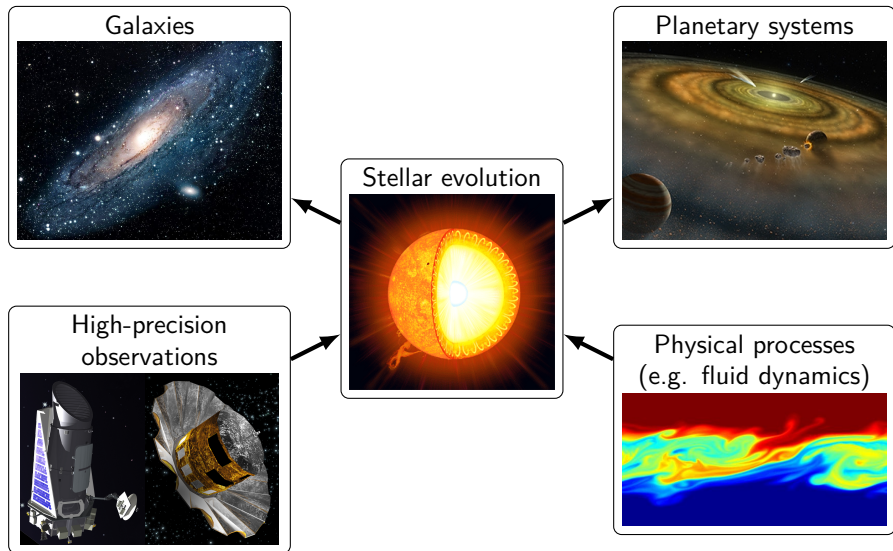 Galaxies
Planetary systems
Stellar evolution
High-precision
observations
Physical processes
(e.g. fluid dynamics)